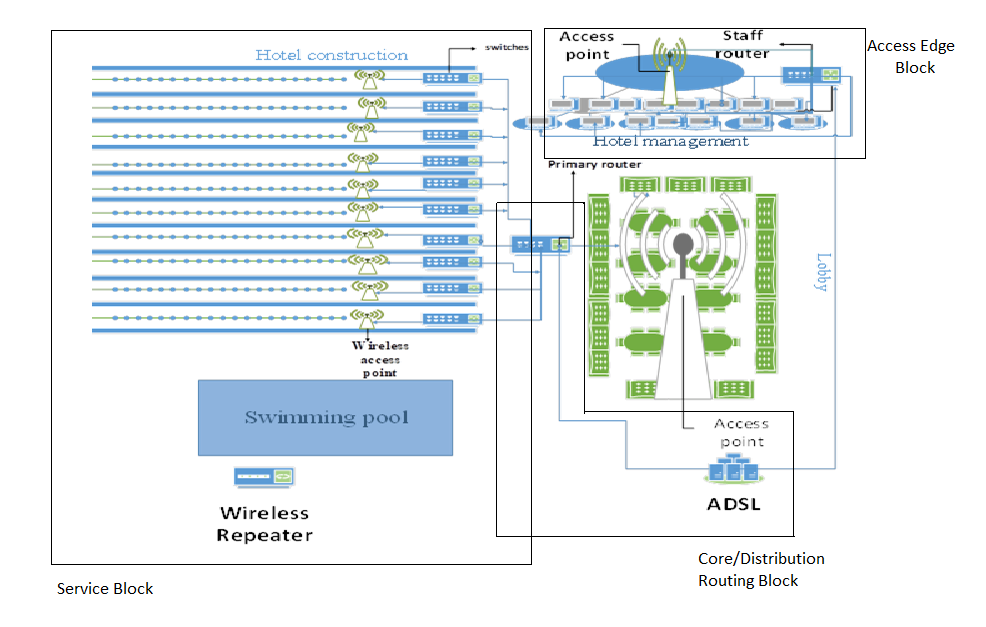 Access
point
Staff
router
Access Edge
Block
switches
Hotel construction
Hotel management
Primary router
Lobby
Wireless
access
point
Swimming pool
Access
point
Wireless
Repeater
ADSL
Core/Distribution
Routing Block
Service Block